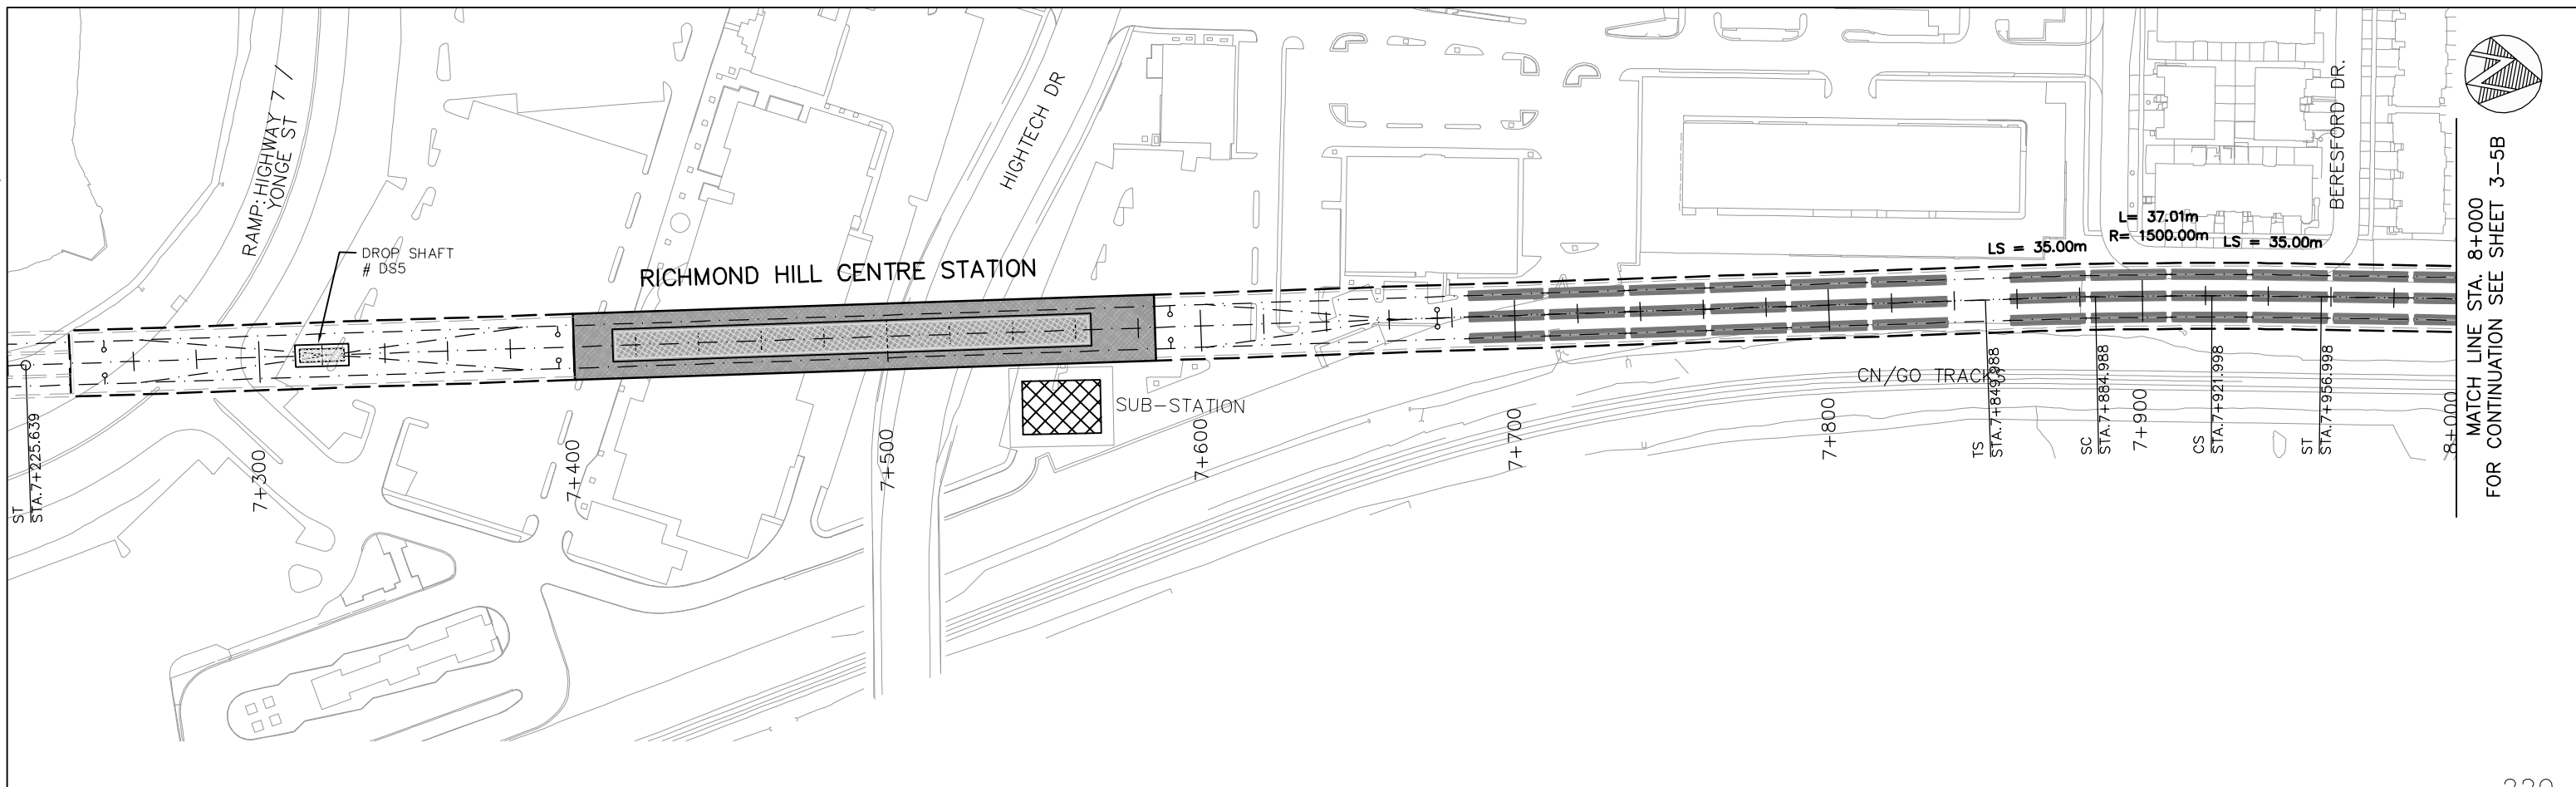 RAMP: HIGHWAY 7 /
YONGE ST
DROP SHAFT
# DS5
RICHMOND HILL CENTRE STATION
HIGHTECH DR
SUB-STATION
CN/GO TRACKS
BERESFORD DR.
LS = 35.00m
L= 37.01m
R= 1500.00m
LS = 35.00m
ST
STA.7+225.639
7+300
7+400
7+500
7+600
7+700
7+800
TS
STA.7+849.988
SC
STA.7+884.988
7+900
CS
STA.7+921.998
ST
STA.7+956.998
8+000
MATCH LINE STA. 8+000
FOR CONTINUATION SEE SHEET 3-5B